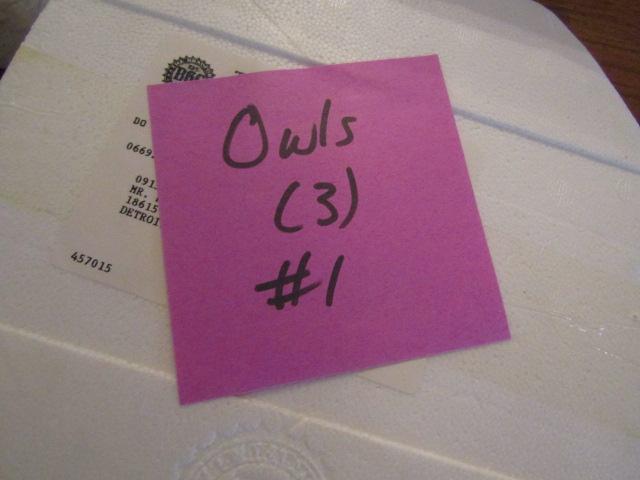 DO
0669
091
MR.
18615
DETROI
457015
Owls
(3)
#1